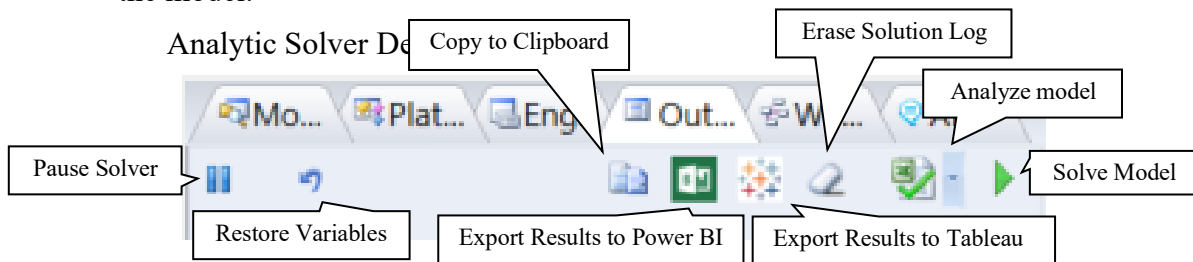 the model.
Analytic Solver De
Copy to Clipboard
Erase Solution Log
Analyze model
Mo...
Plat...
Eng
Out...
Pause Solver
Solve Model
Restore Variables
Export Results to Power BI
Export Results to Tableau